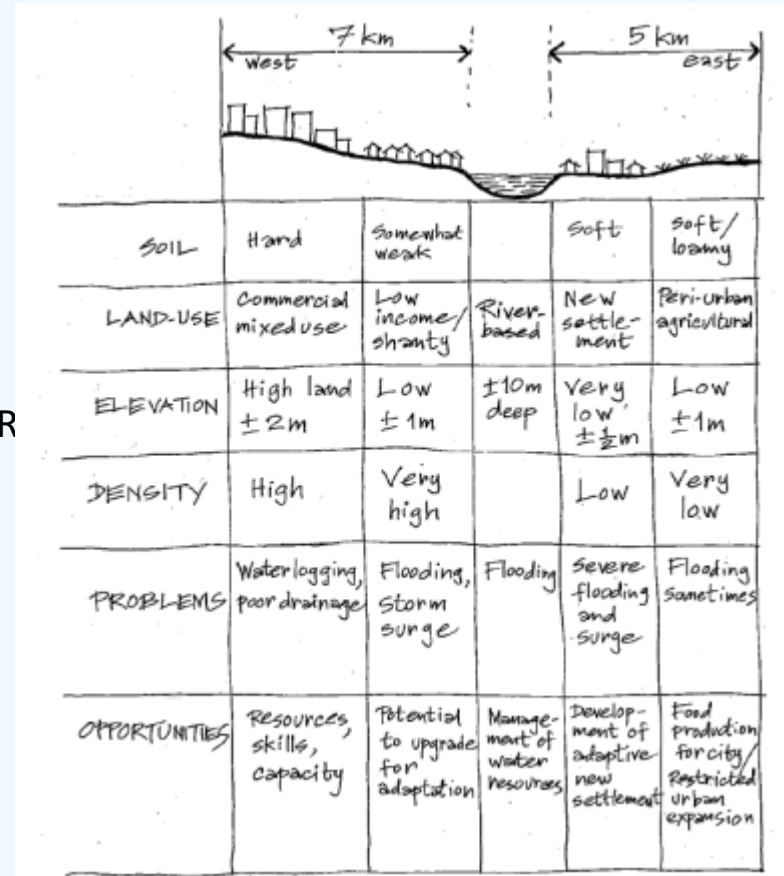 7 km
5 km
west
east
SOIL
Hard
Somewhat
weak
Soft
Soft/
loamy
LAND-USE
Commercial
mixed use
Low
income/
shanty
River-
based
New
settle-
ment
Peri-urban
agricultural
R
ELEVATION
High land
± 2m
Low
± 1m
±10m
deep
Very
low
± ½m
Low
±1m
DENSITY
High
Very
high
Low
Very
low
PROBLEMS
Water logging,
poor drainage
Flooding,
storm
surge
Flooding
Severe
flooding
and
surge
Flooding
sometimes
OPPORTUNITIES
Resources,
skills,
capacity
Potential
to upgrade
for
adaptation
Manage-
ment of
water
resources
Develop-
ment of
adaptive
new
settlement
Food
production
for city/
Restricted
urban
expansion